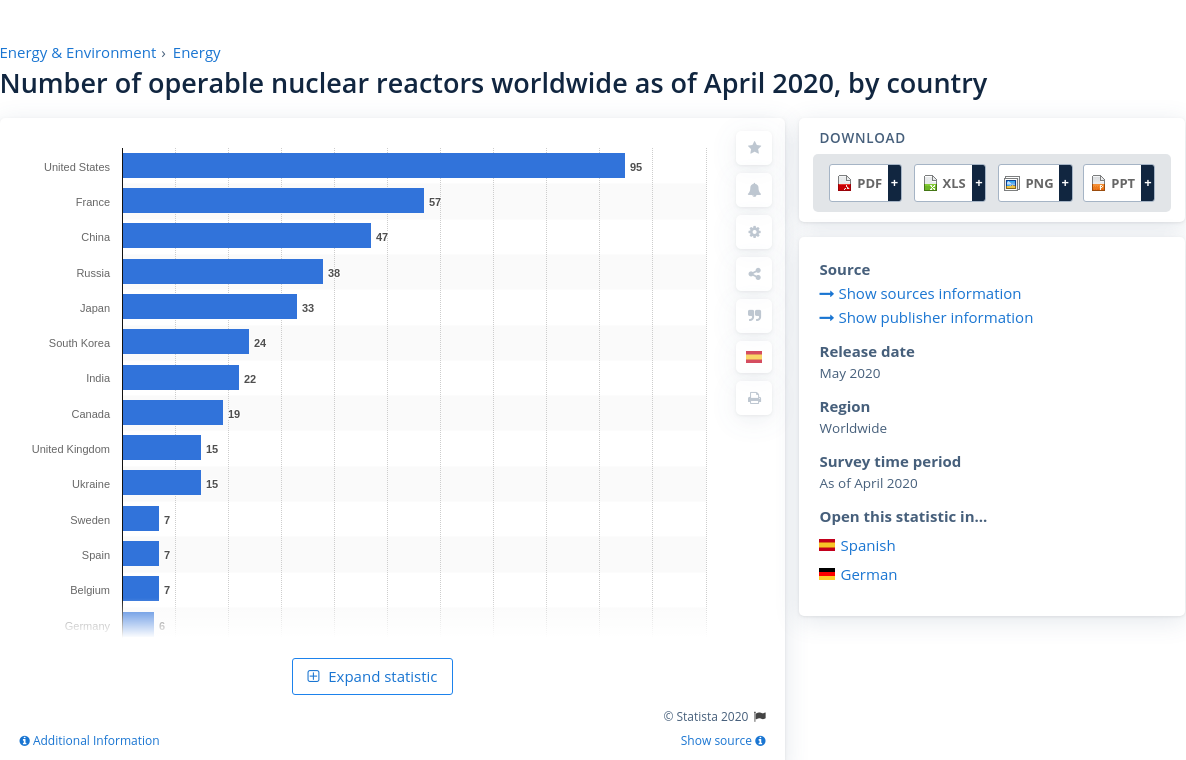 Energy & Environment › Energy
Number of operable nuclear reactors worldwide as of April 2020, by country
United States 95
France 57
China 47
Russia 38
Japan 33
South Korea 24
India 22
Canada 19
United Kingdom 15
Ukraine 15
Sweden 7
Spain 7
Belgium 7
Germany 6
Expand statistic
© Statista 2020
Additional Information
Show source
DOWNLOAD
PDF + XLS + PNG + PPT +
Source
Show sources information
Show publisher information
Release date
May 2020
Region
Worldwide
Survey time period
As of April 2020
Open this statistic in...
Spanish
German